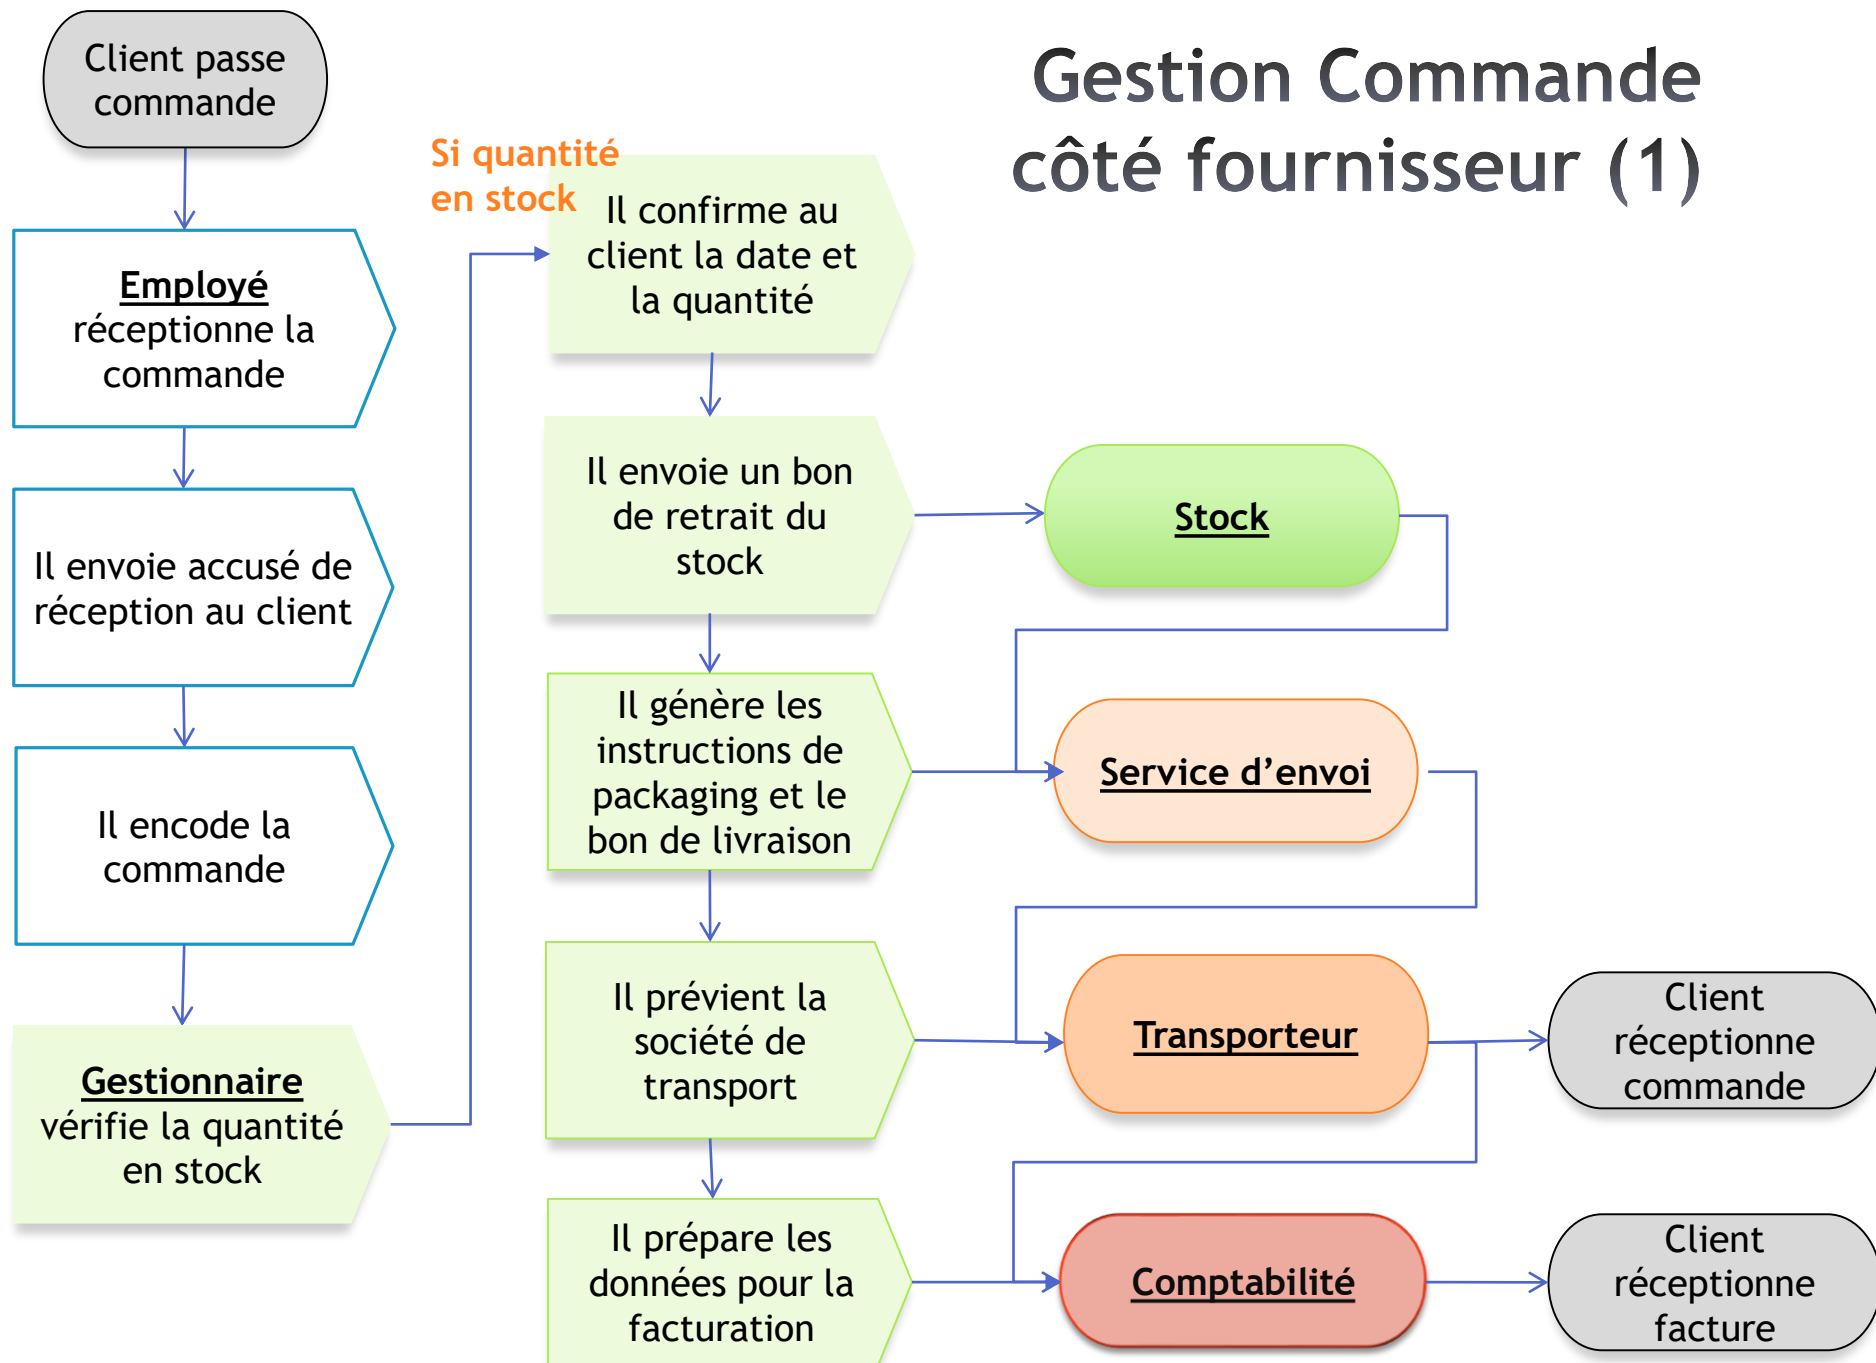 Gestion Commande
côté fournisseur (1)
Client passe
commande
Employé
réceptionne la
commande
Il envoie accusé de
réception au client
Il encode la
commande
Gestionnaire
vérifie la quantité
en stock
Si quantité
en stock
Il confirme au
client la date et
la quantité
Il envoie un bon
de retrait du
stock
Stock
Il génère les
instructions de
packaging et le
bon de livraison
Service d’envoi
Il prévient la
société de
transport
Transporteur
Client
réceptionne
commande
Il prépare les
données pour la
facturation
Comptabilité
Client
réceptionne
facture